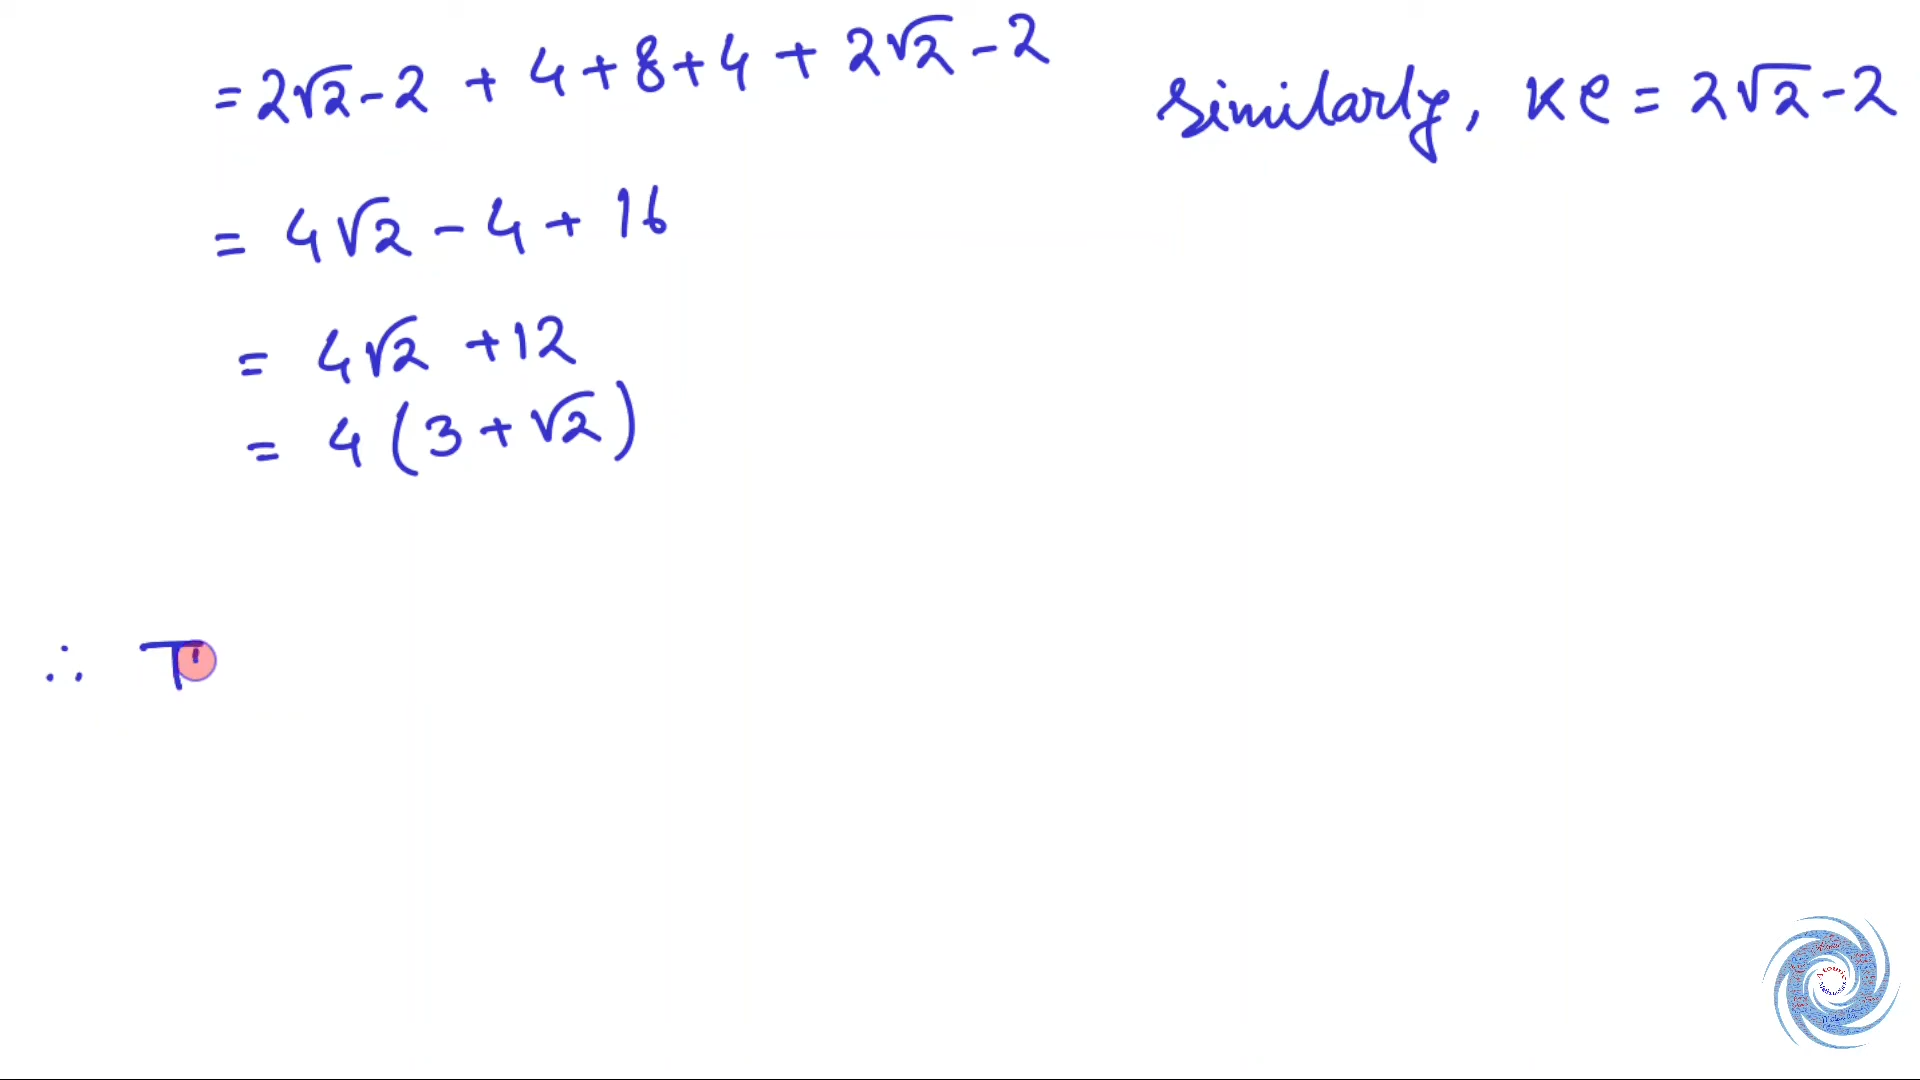 = 2√2 - 2 + 4 + 8 + 4 + 2√2 - 2
Similarly, KC = 2√2 - 2
= 4√2 - 4 + 16
= 4√2 + 12
= 4 (3 + √2)
∴ T